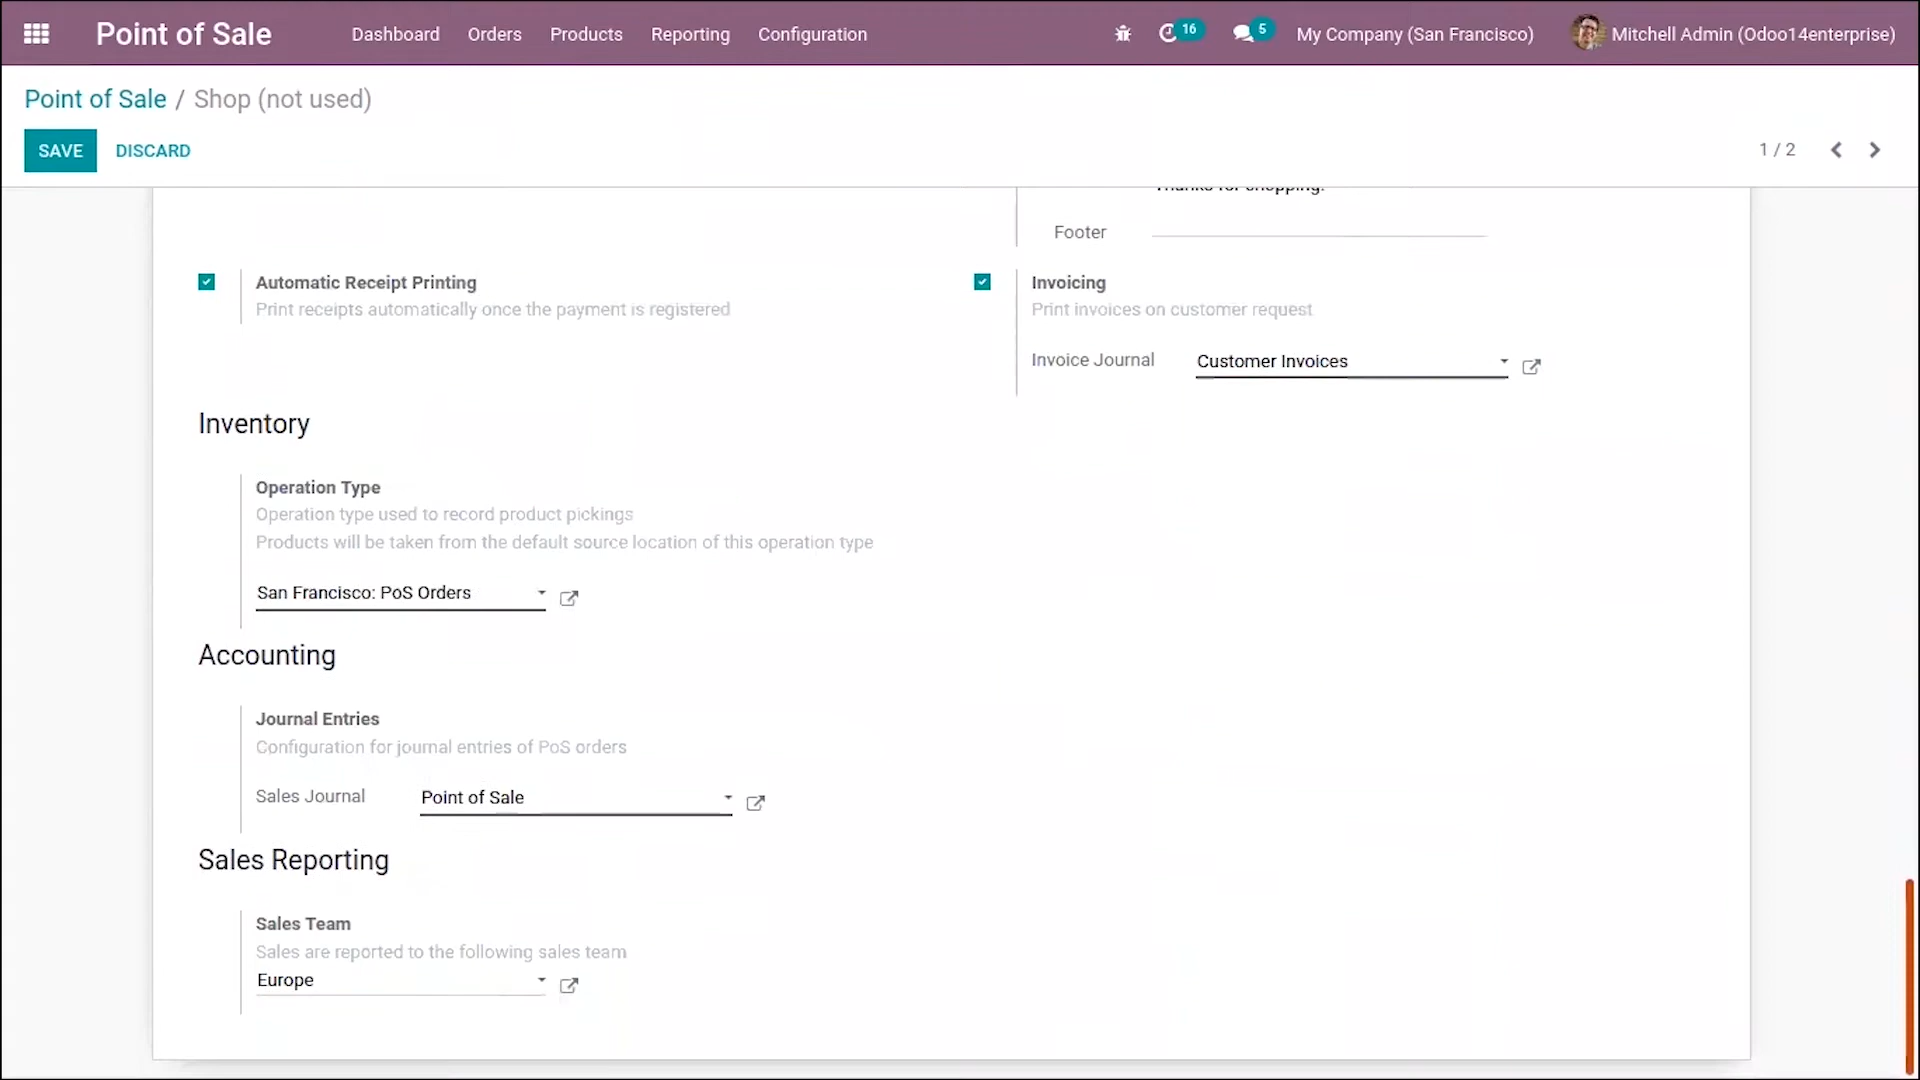 Point of Sale Dashboard Orders Products Reporting Configuration 16 5 My Company (San Francisco) Mitchell Admin (Odoo14enterprise)
Point of Sale / Shop (not used)
SAVE DISCARD 1 / 2
Thanks for shopping!
Footer
Automatic Receipt Printing
Print receipts automatically once the payment is registered
Invoicing
Print invoices on customer request
Invoice Journal Customer Invoices
Inventory
Operation Type
Operation type used to record product pickings
Products will be taken from the default source location of this operation type
San Francisco: PoS Orders
Accounting
Journal Entries
Configuration for journal entries of PoS orders
Sales Journal Point of Sale
Sales Reporting
Sales Team
Sales are reported to the following sales team
Europe